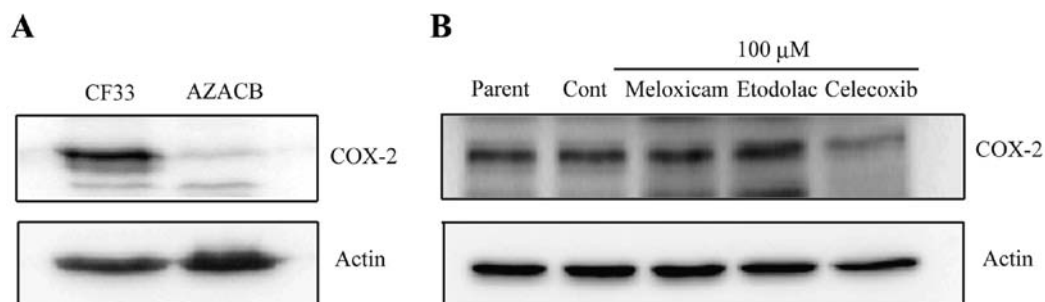 A
B
100 μM
CF33 AZACB
Parent Cont Meloxicam Etodolac Celecoxib
COX-2
COX-2
Actin
Actin